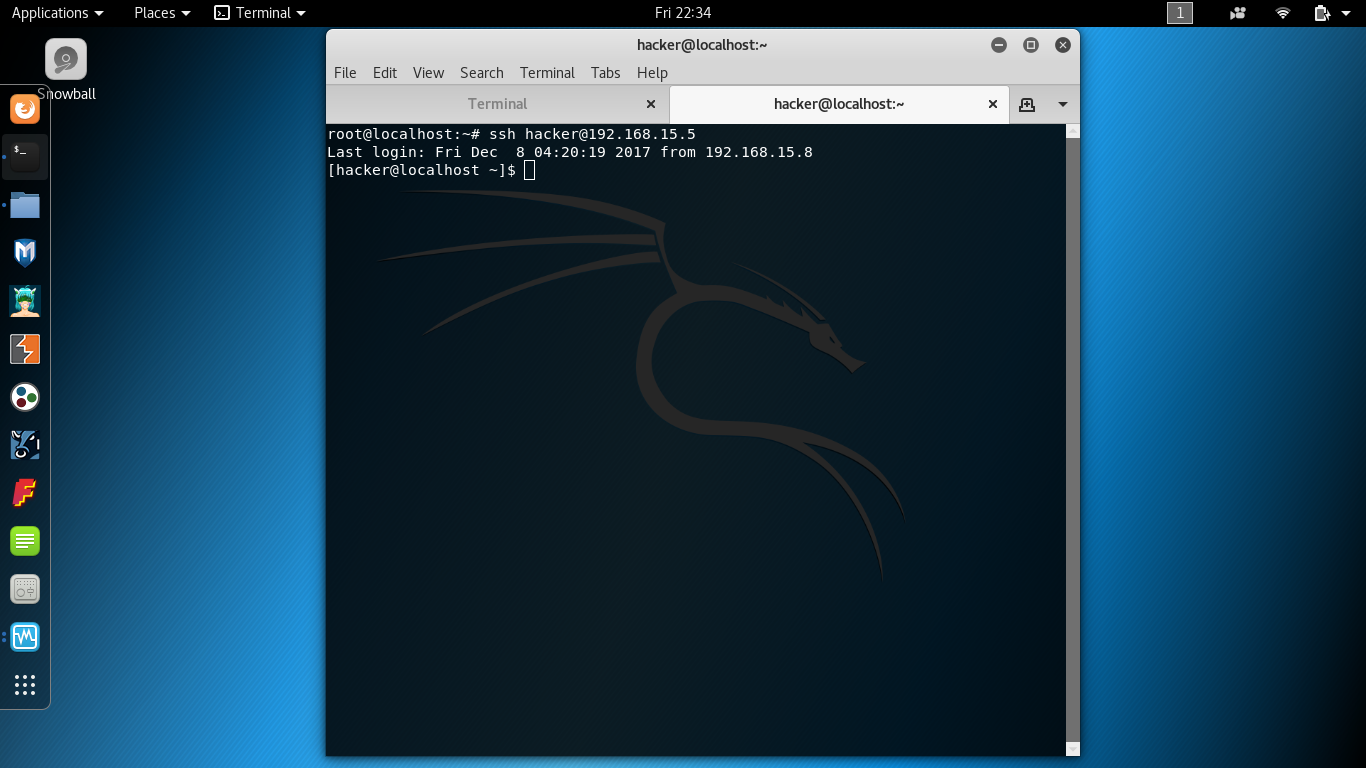 Applications Places Terminal Fri 22:34 1
Snowball
hacker@localhost:~
File Edit View Search Terminal Tabs Help
Terminal hacker@localhost:~
root@localhost:~# ssh hacker@192.168.15.5
Last login: Fri Dec  8 04:20:19 2017 from 192.168.15.8
[hacker@localhost ~]$